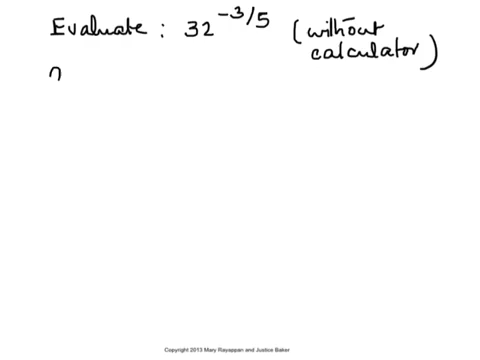 Evaluate : 32^{-3/5} (without
calculator)
Copyright 2013 Mary Rayappan and Justice Baker